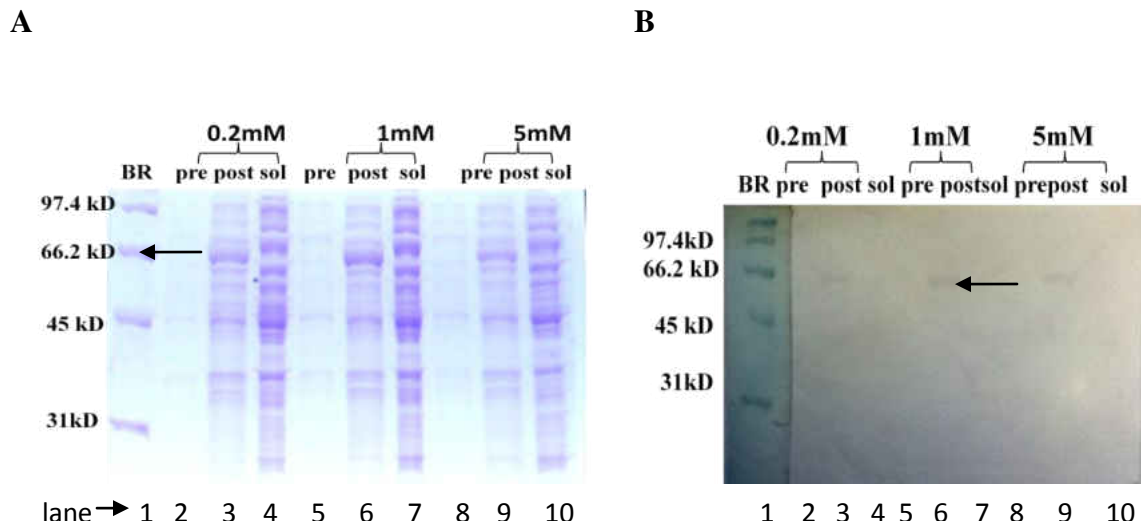 A
0.2mM 1mM 5mM
BR pre post sol pre post sol pre post sol
97.4 kD
66.2 kD
45 kD
31kD
lane 1 2 3 4 5 6 7 8 9 10
B
0.2mM 1mM 5mM
BR pre post sol pre postsol prepost sol
97.4kD
66.2 kD
45 kD
31kD
1 2 3 4 5 6 7 8 9 10